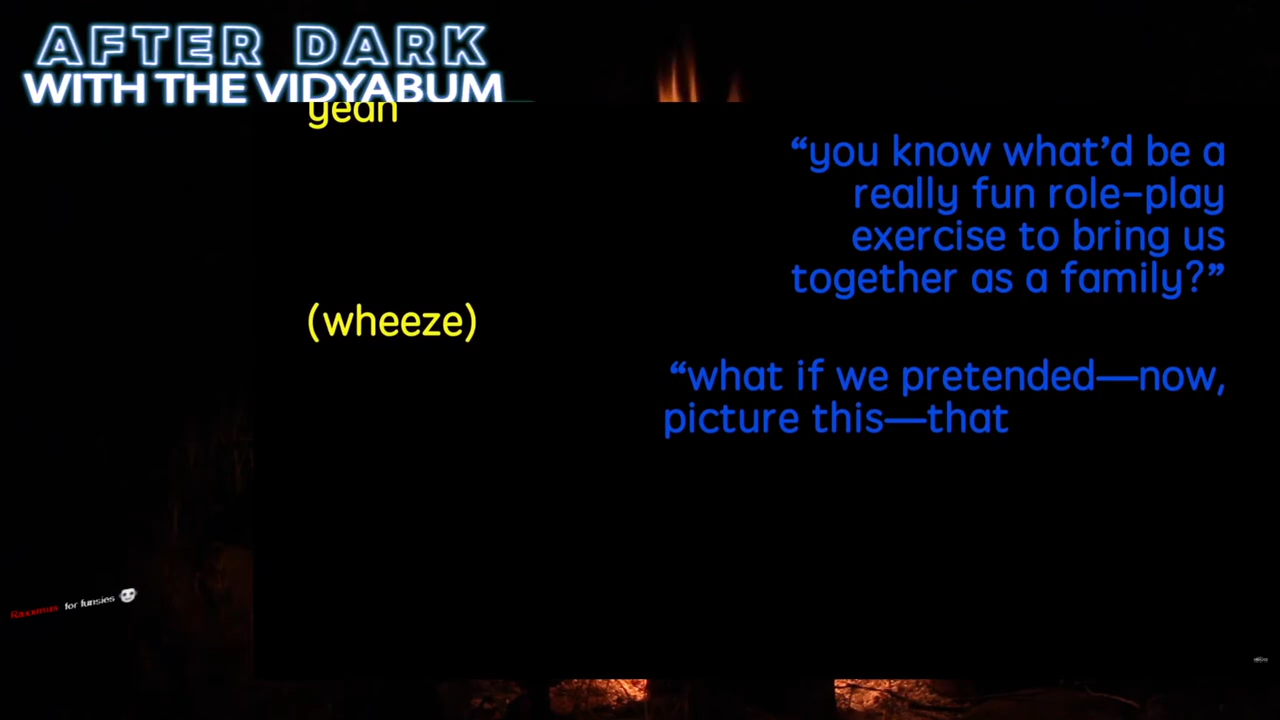 AFTER DARK
WITH THE VIDYABUM
yeah
“you know what’d be a
really fun role–play
exercise to bring us
together as a family?”
(wheeze)
“what if we pretended—now,
picture this—that
for funsies